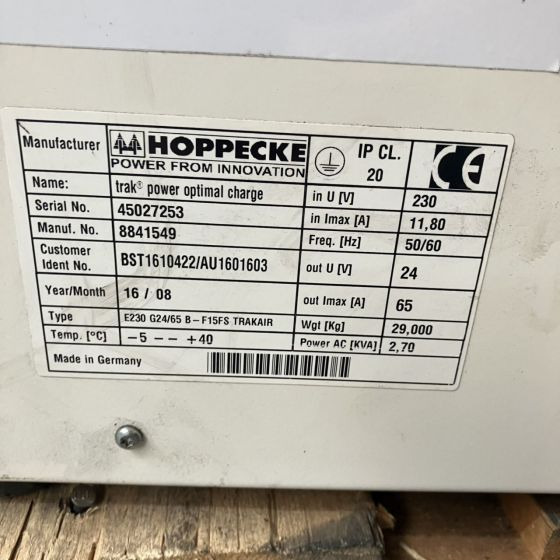 Manufacturer HOPPECKE IP CL. CE
POWER FROM INNOVATION 20
Name: trak® power optimal charge in U [V] 230
Serial No. 45027253 in Imax [A] 11,80
Manuf. No. 8841549 Freq. [Hz] 50/60
Customer
Ident No. BST1610422/AU1601603 out U [V] 24
Year/Month 16 / 08 out Imax [A] 65
Type E230 G24/65 B – F15FS TRAKAIR Wgt [Kg] 29,000
Temp. [°C] –5 – – +40 Power AC [KVA] 2,70
Made in Germany